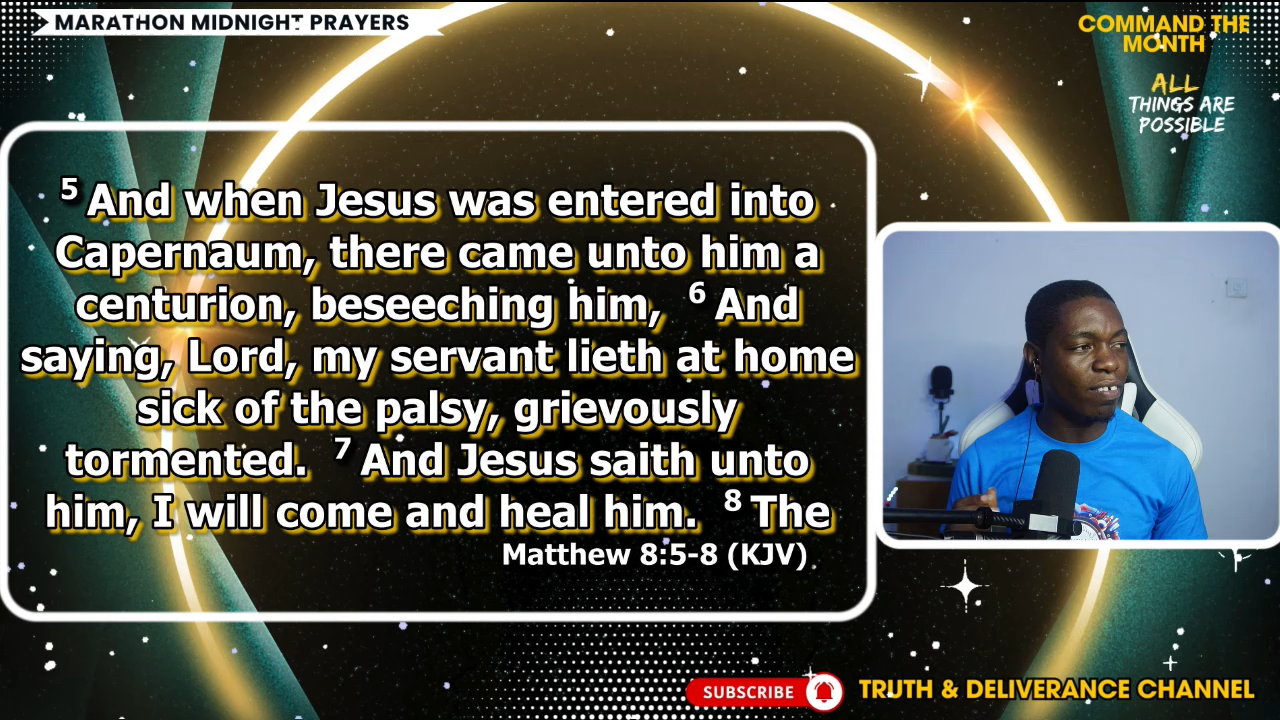 MARATHON MIDNIGHT PRAYERS
COMMAND THE
MONTH
ALL
THINGS ARE
POSSIBLE
5 And when Jesus was entered into
Capernaum, there came unto him a
centurion, beseeching him, 6 And
saying, Lord, my servant lieth at home
sick of the palsy, grievously
tormented. 7 And Jesus saith unto
him, I will come and heal him. 8 The
Matthew 8:5-8 (KJV)
SUBSCRIBE
TRUTH & DELIVERANCE CHANNEL